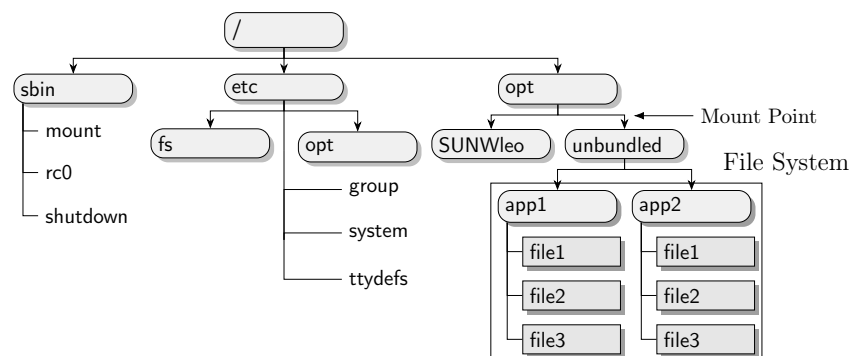 /
sbin
etc
opt
mount
rc0
shutdown
fs
opt
group
system
ttydefs
SUNWleo
unbundled
Mount Point
File System
app1
app2
file1
file2
file3
file1
file2
file3